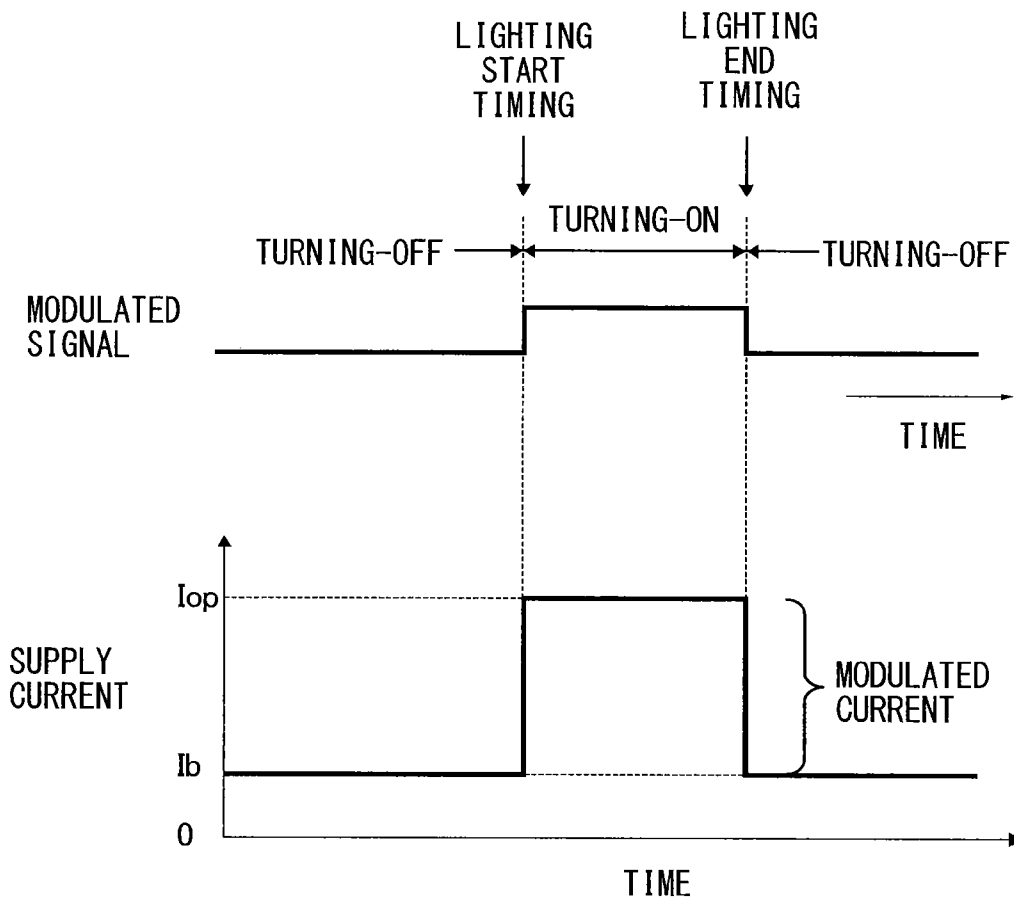 LIGHTING
START
TIMING
LIGHTING
END
TIMING
TURNING-ON
TURNING-OFF
TURNING-OFF
MODULATED
SIGNAL
TIME
Iop
SUPPLY
CURRENT
MODULATED
CURRENT
Ib
0
TIME